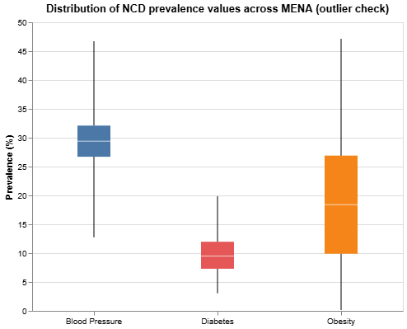 Distribution of NCD prevalence values across MENA (outlier check)
50
45
40
35
30
25
20
15
10
5
0
Prevalence (%)
Blood Pressure
Diabetes
Obesity